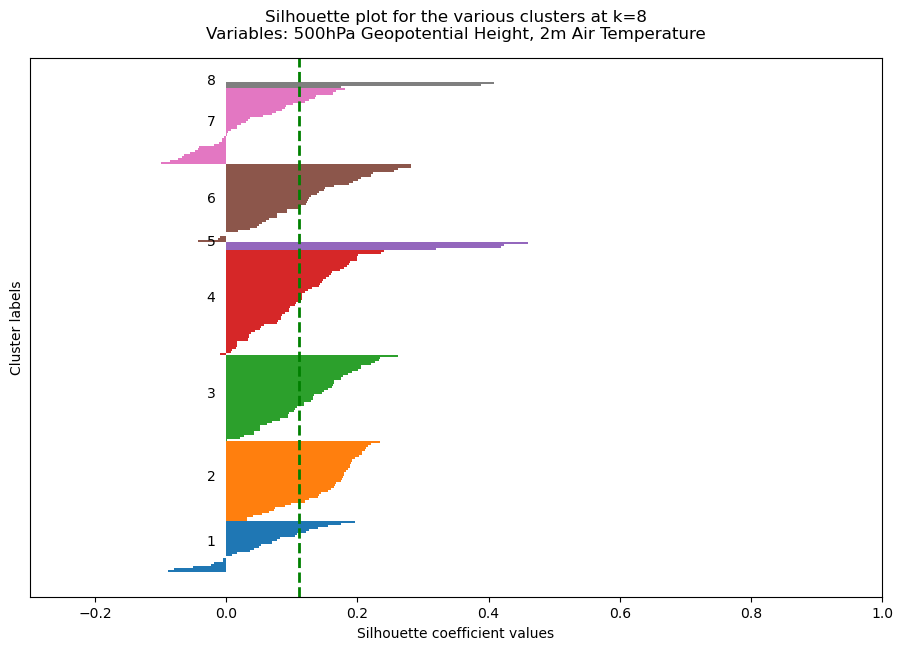 Silhouette plot for the various clusters at k=8
Variables: 500hPa Geopotential Height, 2m Air Temperature
Cluster labels
8
7
6
5
4
3
2
1
−0.2 0.0 0.2 0.4 0.6 0.8 1.0
Silhouette coefficient values